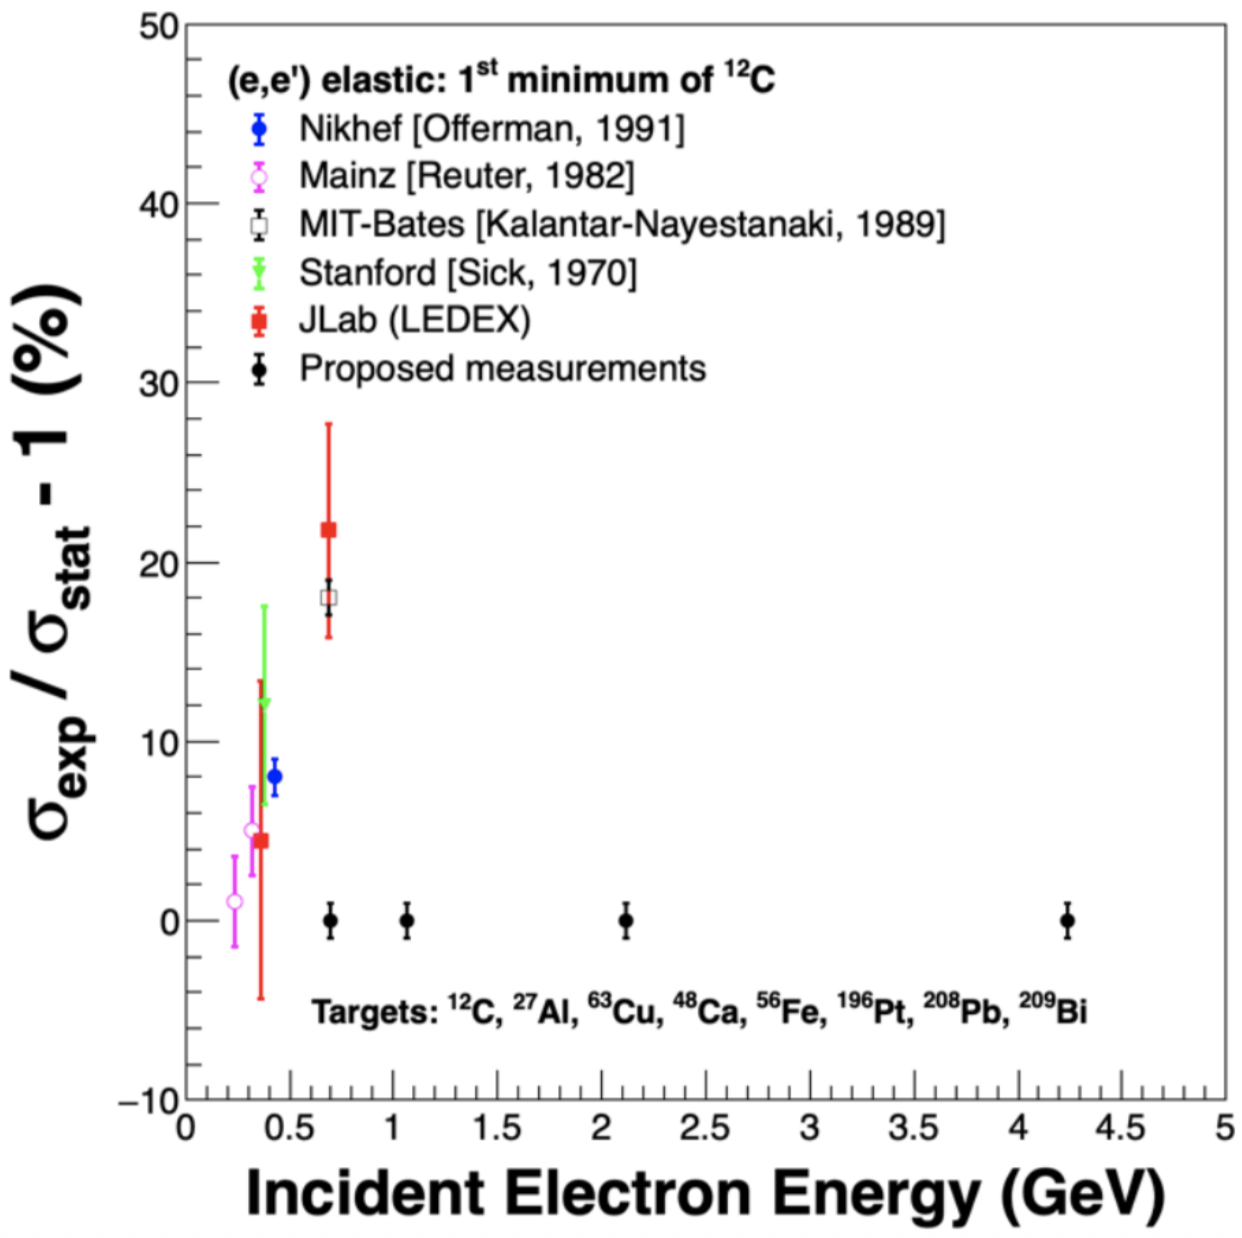 50
(e,e') elastic: 1st minimum of 12C
Nikhef [Offerman, 1991]
Mainz [Reuter, 1982]
40
MIT-Bates [Kalantar-Nayestanaki, 1989]
Stanford [Sick, 1970]
JLab (LEDEX)
30
Proposed measurements
20
10
0
−10
σexp / σstat - 1 (%)
Targets: 12C, 27Al, 63Cu, 48Ca, 56Fe, 196Pt, 208Pb, 209Bi
0 0.5 1 1.5 2 2.5 3 3.5 4 4.5 5
Incident Electron Energy (GeV)